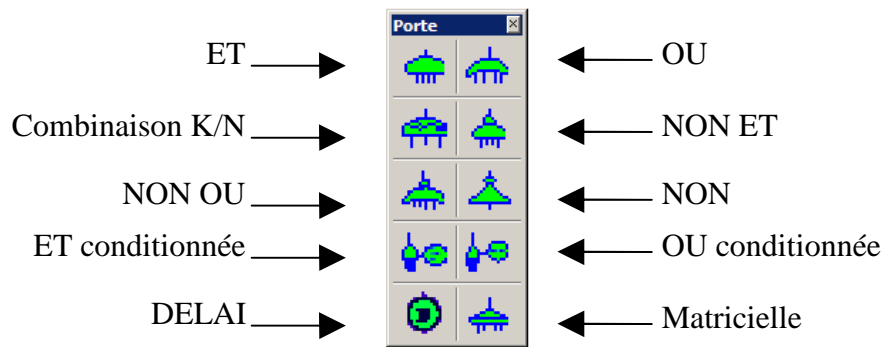 Porte
ET
OU
Combinaison K/N
NON ET
NON OU
NON
ET conditionnée
OU conditionnée
DELAI
Matricielle